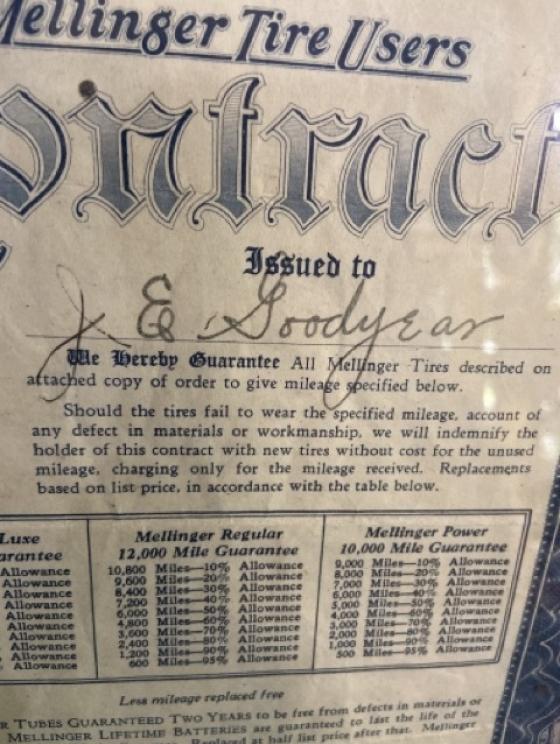 Mellinger Tire Users
Contract
Issued to
J E Goodyear
We Hereby Guarantee All Mellinger Tires described on
attached copy of order to give mileage specified below.
Should the tires fail to wear the specified mileage, account of
any defect in materials or workmanship, we will indemnify the
holder of this contract with new tires without cost for the unused
mileage, charging only for the mileage received. Replacements
based on list price, in accordance with the table below.
Luxe
arantee
Allowance
Allowance
Allowance
Allowance
Allowance
Allowance
Allowance
Allowance
Allowance
Mellinger Regular
12,000 Mile Guarantee
10,800 Miles—10% Allowance
9,600 Miles—20% Allowance
8,400 Miles—30% Allowance
7,200 Miles—40% Allowance
6,000 Miles—50% Allowance
4,800 Miles—60% Allowance
3,600 Miles—70% Allowance
2,400 Miles—80% Allowance
1,200 Miles—90% Allowance
600 Miles—95% Allowance
Mellinger Power
10,000 Mile Guarantee
9,000 Miles—10% Allowance
8,000 Miles—20% Allowance
7,000 Miles—30% Allowance
6,000 Miles—40% Allowance
5,000 Miles—50% Allowance
4,000 Miles—60% Allowance
3,000 Miles—70% Allowance
2,000 Miles—80% Allowance
1,000 Miles—90% Allowance
500 Miles—95% Allowance
Less mileage replaced free
R TUBES GUARANTEED TWO YEARS to be free from defects in materials or
MELLINGER LIFETIME BATTERIES are guaranteed to last the life of the
Replaced at half list price after that. Mellinger